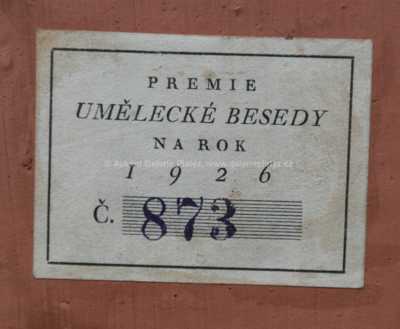 PREMIE
UMĚLECKÉ BESEDY
NA ROK
1926
Č. 873